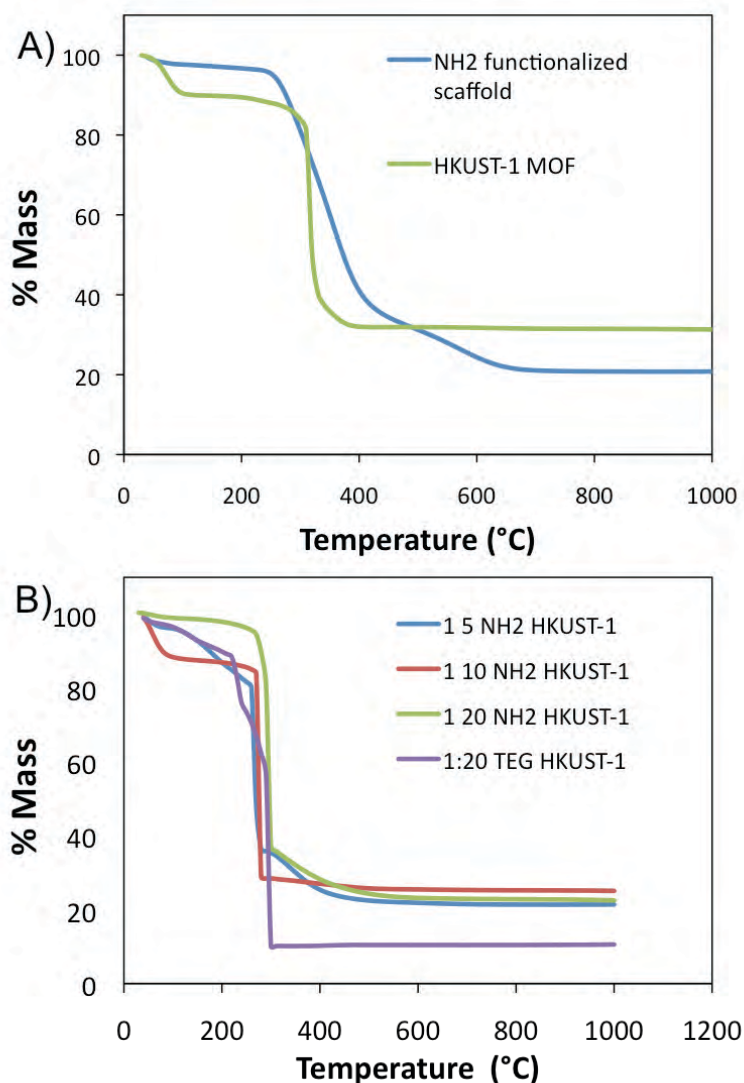 A)
NH2 functionalized
scaffold
HKUST-1 MOF
100
80
60
40
20
0
% Mass
0 200 400 600 800 1000
Temperature (°C)
B)
1 5 NH2 HKUST-1
1 10 NH2 HKUST-1
1 20 NH2 HKUST-1
1:20 TEG HKUST-1
100
80
60
40
20
0
% Mass
0 200 400 600 800 1000 1200
Temperature (°C)